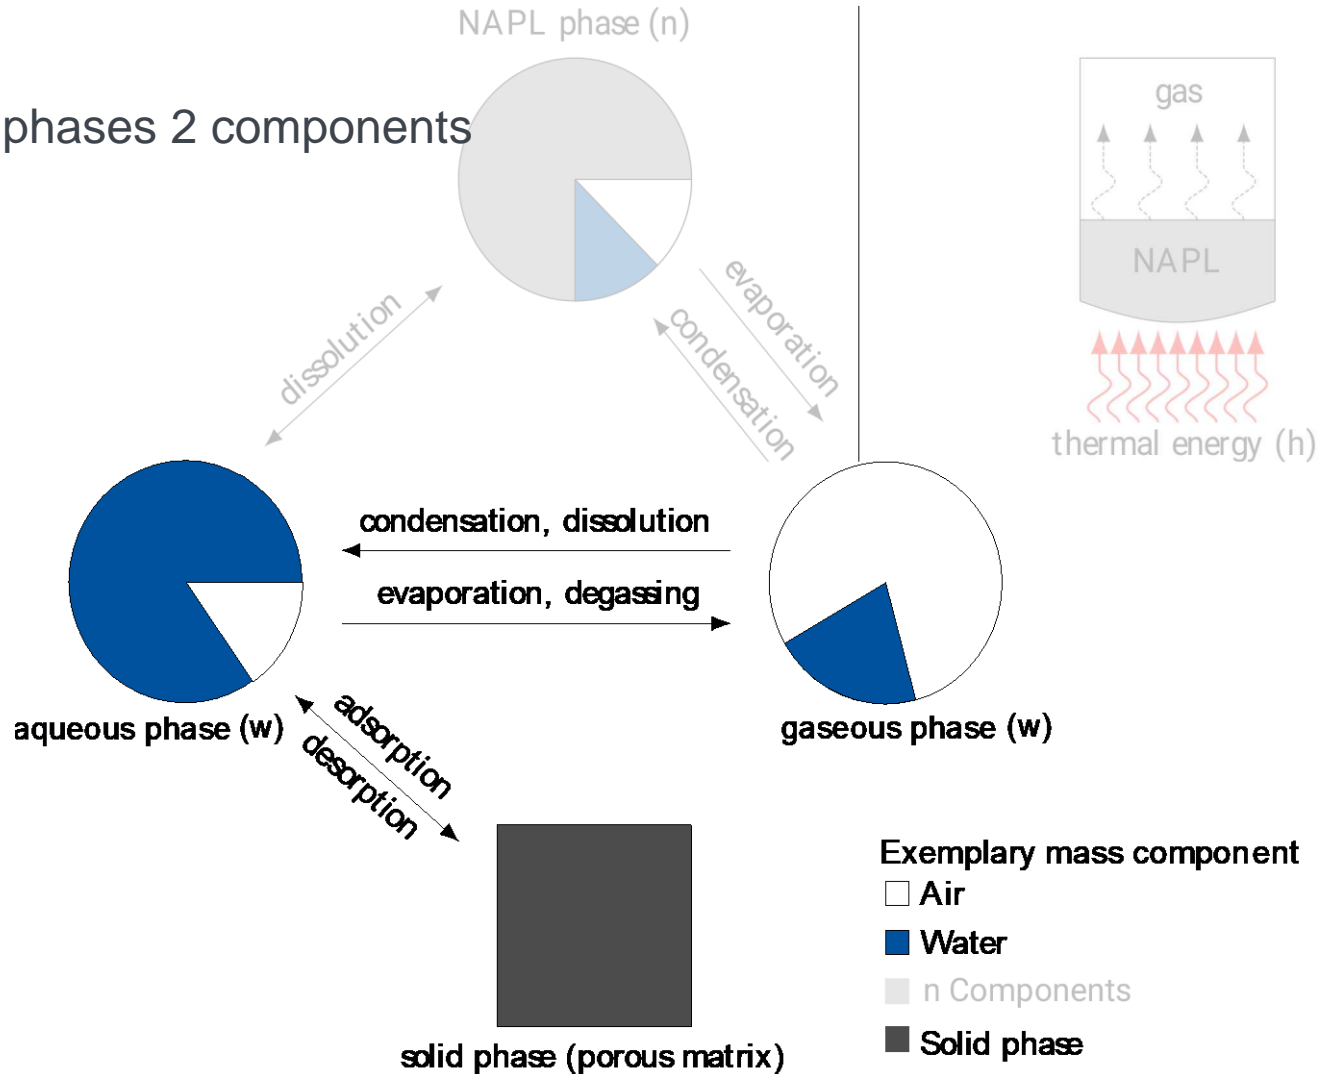 NAPL phase (n)
phases 2 components
gas
NAPL
thermal energy (h)
dissolution
evaporation
condensation
condensation, dissolution
evaporation, degassing
aqueous phase (w)
gaseous phase (w)
adsorption
desorption
solid phase (porous matrix)
Exemplary mass component
Air
Water
n Components
Solid phase